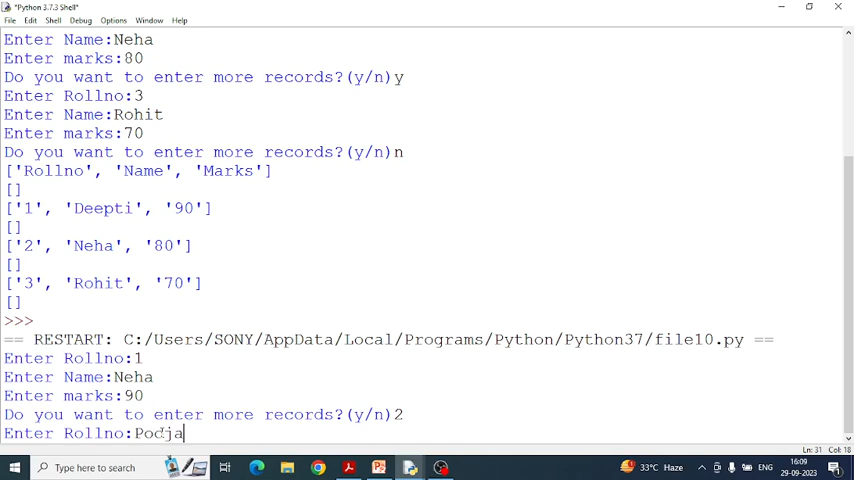 *Python 3.7.3 Shell*
File Edit Shell Debug Options Window Help
Enter Name:Neha
Enter marks:80
Do you want to enter more records?(y/n)y
Enter Rollno:3
Enter Name:Rohit
Enter marks:70
Do you want to enter more records?(y/n)n
['Rollno', 'Name', 'Marks']
[]
['1', 'Deepti', '90']
[]
['2', 'Neha', '80']
[]
['3', 'Rohit', '70']
[]
>>>
== RESTART: C:/Users/SONY/AppData/Local/Programs/Python/Python37/file10.py ==
Enter Rollno:1
Enter Name:Neha
Enter marks:90
Do you want to enter more records?(y/n)2
Enter Rollno:Pooja
Ln: 31 Col: 18
Type here to search
33°C Haze
ENG
16:09
29-09-2023
1